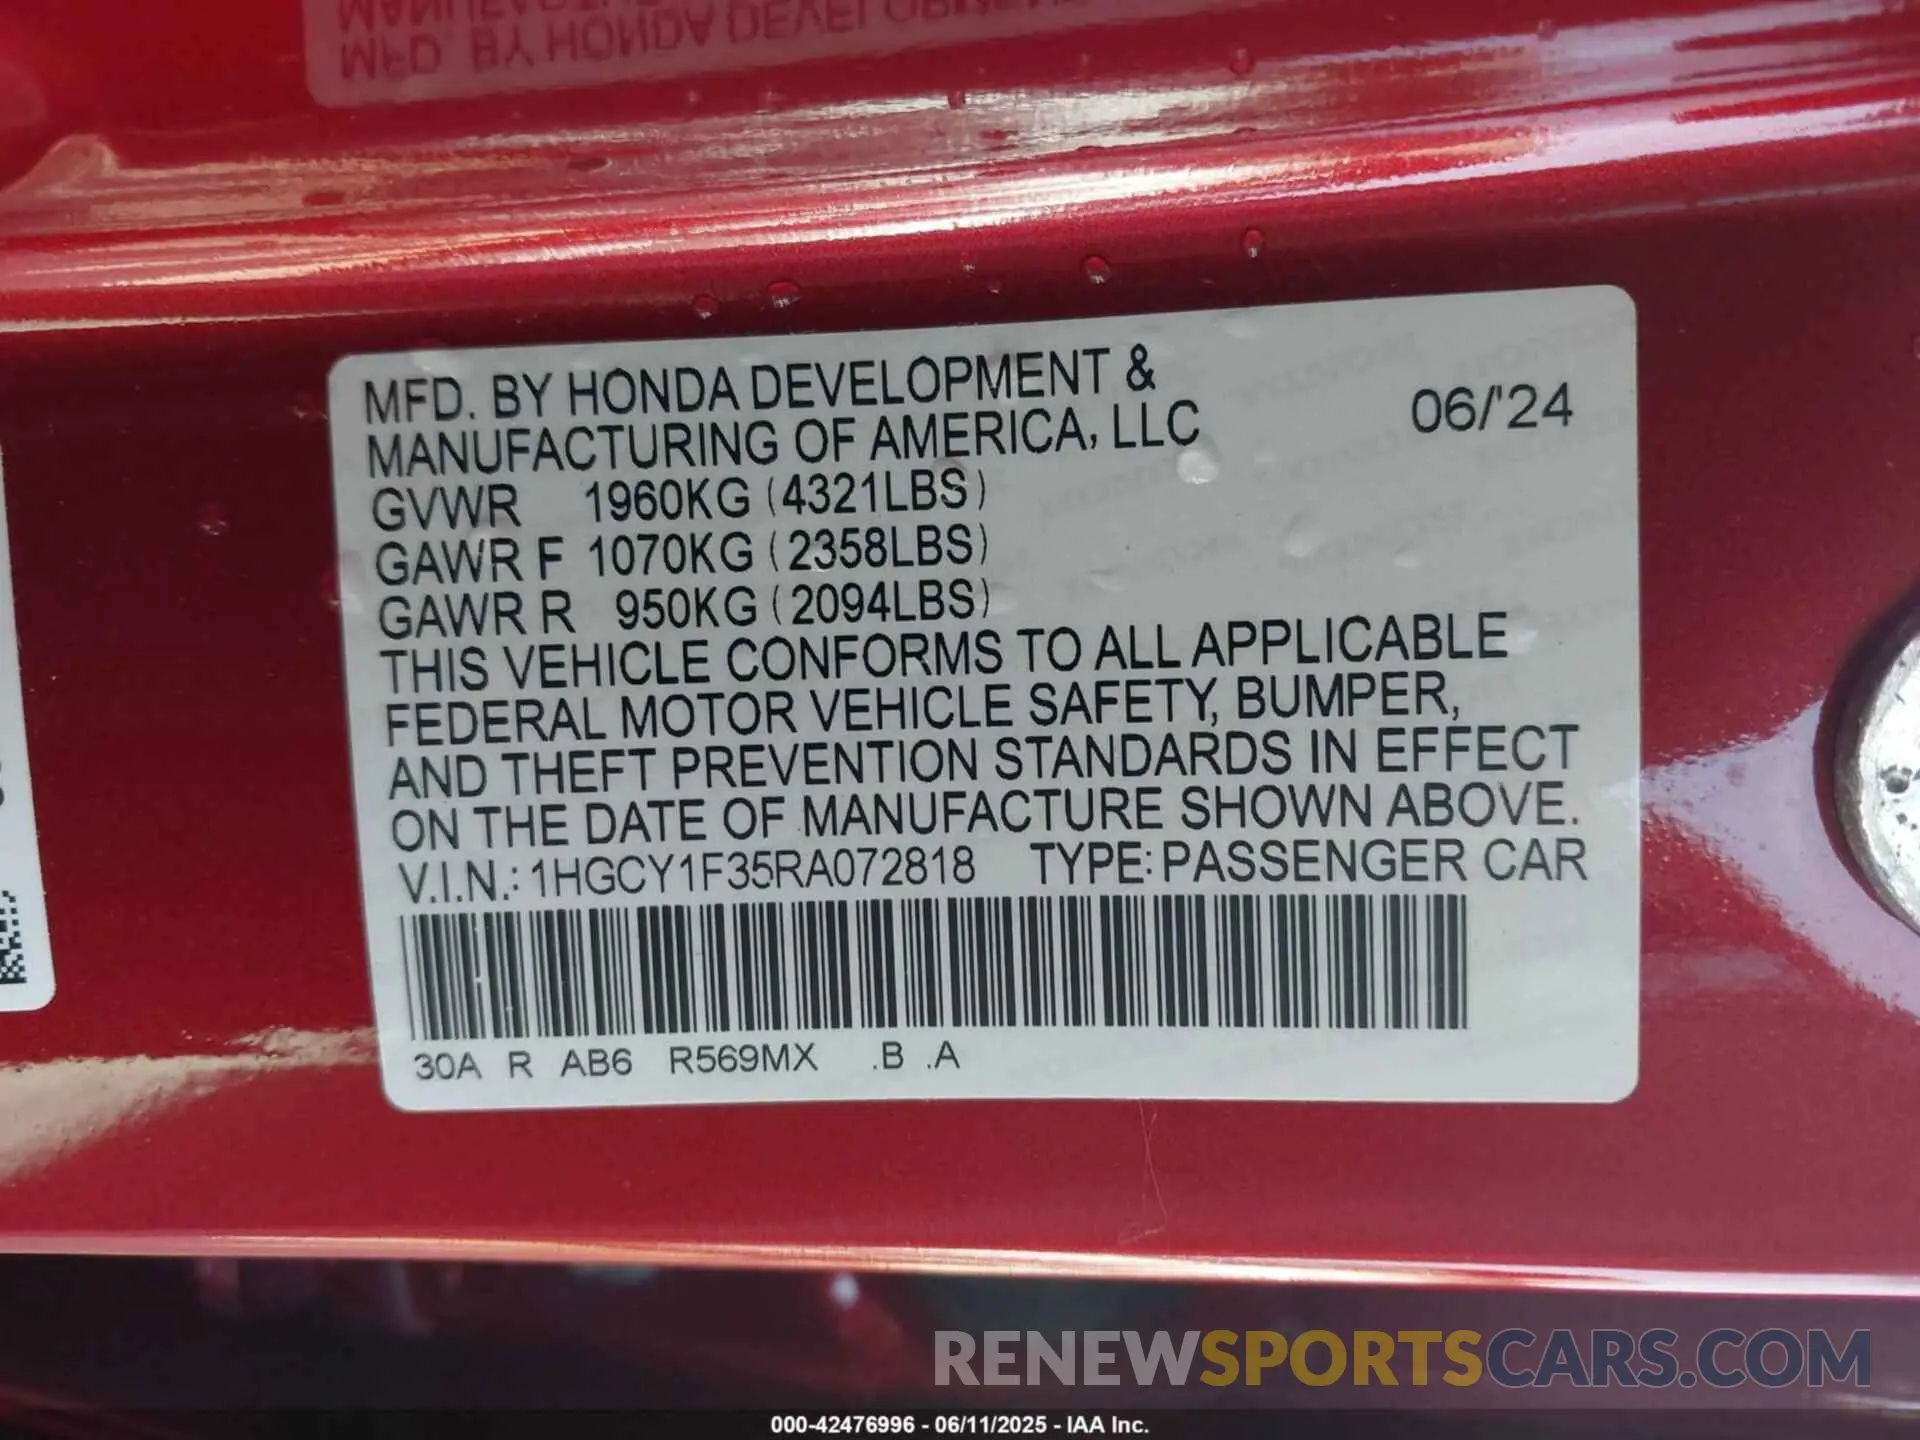 MFD. BY HONDA DEVELOPMENT &
MANUFACTURING OF AMERICA, LLC 06/'24
GVWR 1960KG (4321LBS)
GAWR F 1070KG (2358LBS)
GAWR R 950KG (2094LBS)
THIS VEHICLE CONFORMS TO ALL APPLICABLE
FEDERAL MOTOR VEHICLE SAFETY, BUMPER,
AND THEFT PREVENTION STANDARDS IN EFFECT
ON THE DATE OF MANUFACTURE SHOWN ABOVE.
V.I.N.: 1HGCY1F35RA072818 TYPE: PASSENGER CAR
30A R AB6 R569MX .B .A
RENEWSPORTSCARS.COM
000-42476996 - 06/11/2025 - IAA Inc.